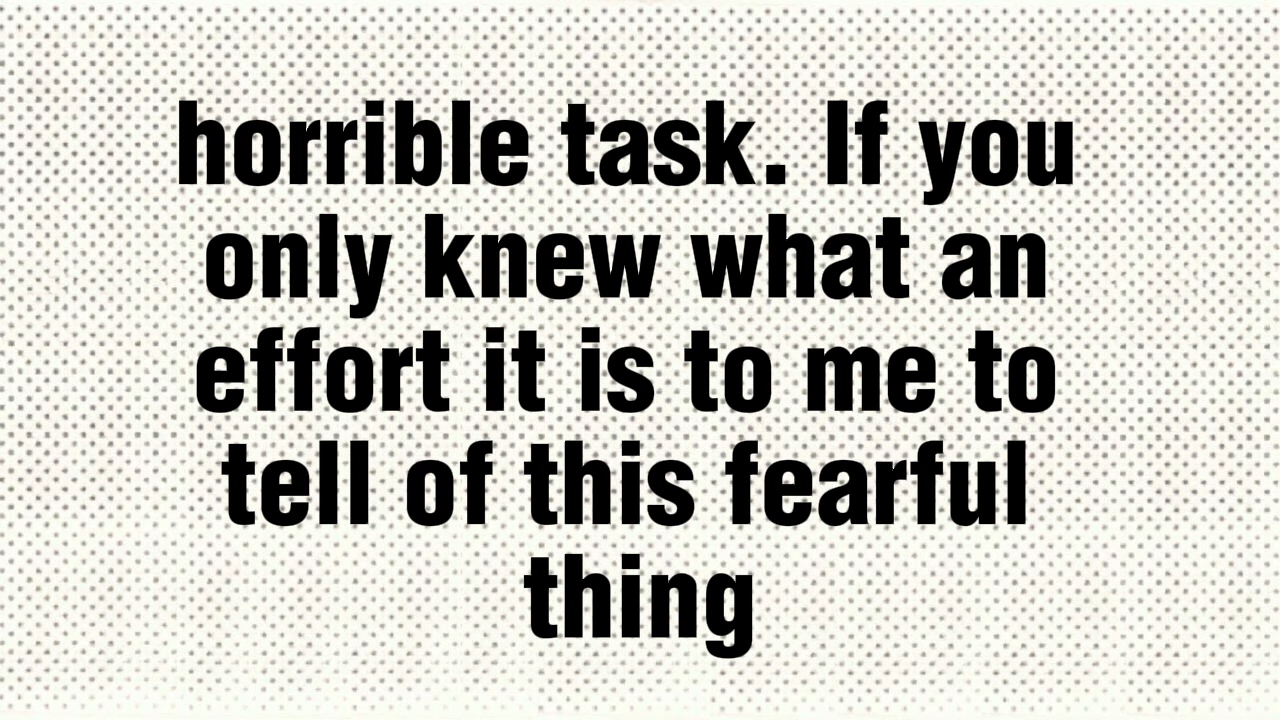 horrible task. If you
only knew what an
effort it is to me to
tell of this fearful
thing